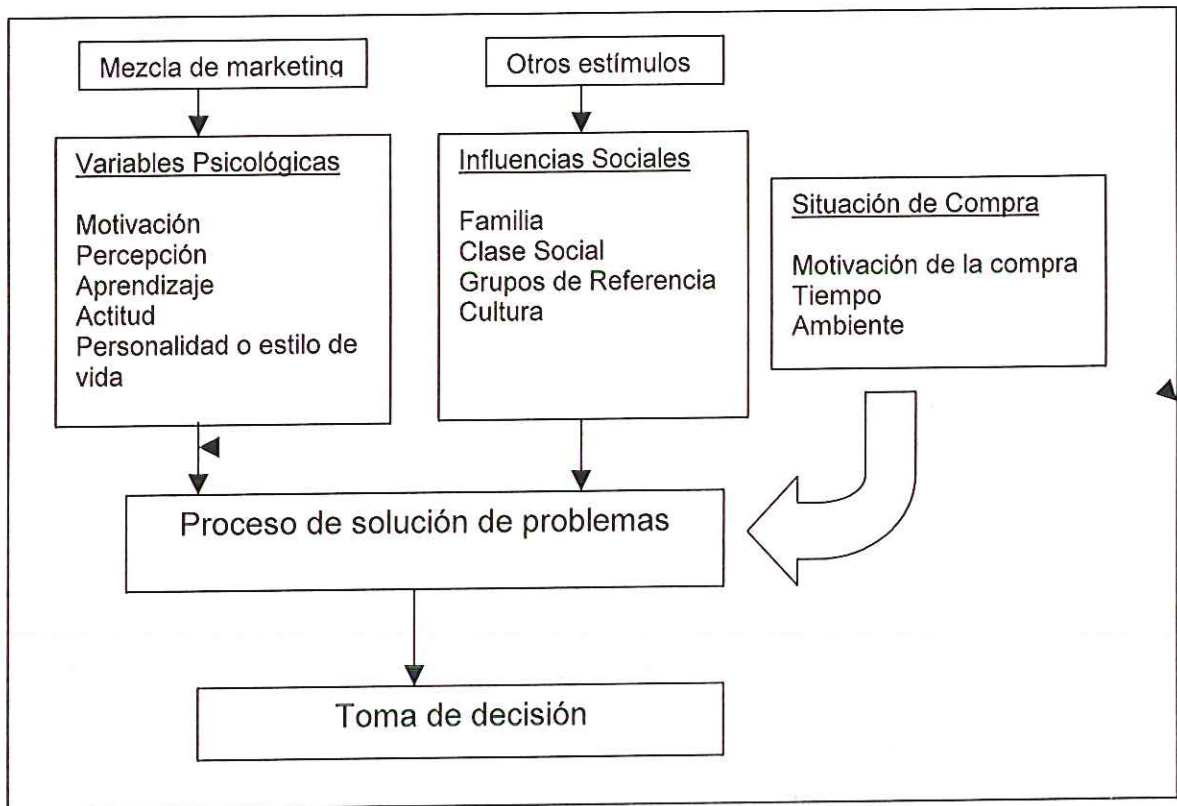 Mezcla de marketing
Otros estímulos
Variables Psicológicas
Motivación
Percepción
Aprendizaje
Actitud
Personalidad o estilo de
vida
Influencias Sociales
Familia
Clase Social
Grupos de Referencia
Cultura
Situación de Compra
Motivación de la compra
Tiempo
Ambiente
Proceso de solución de problemas
Toma de decisión